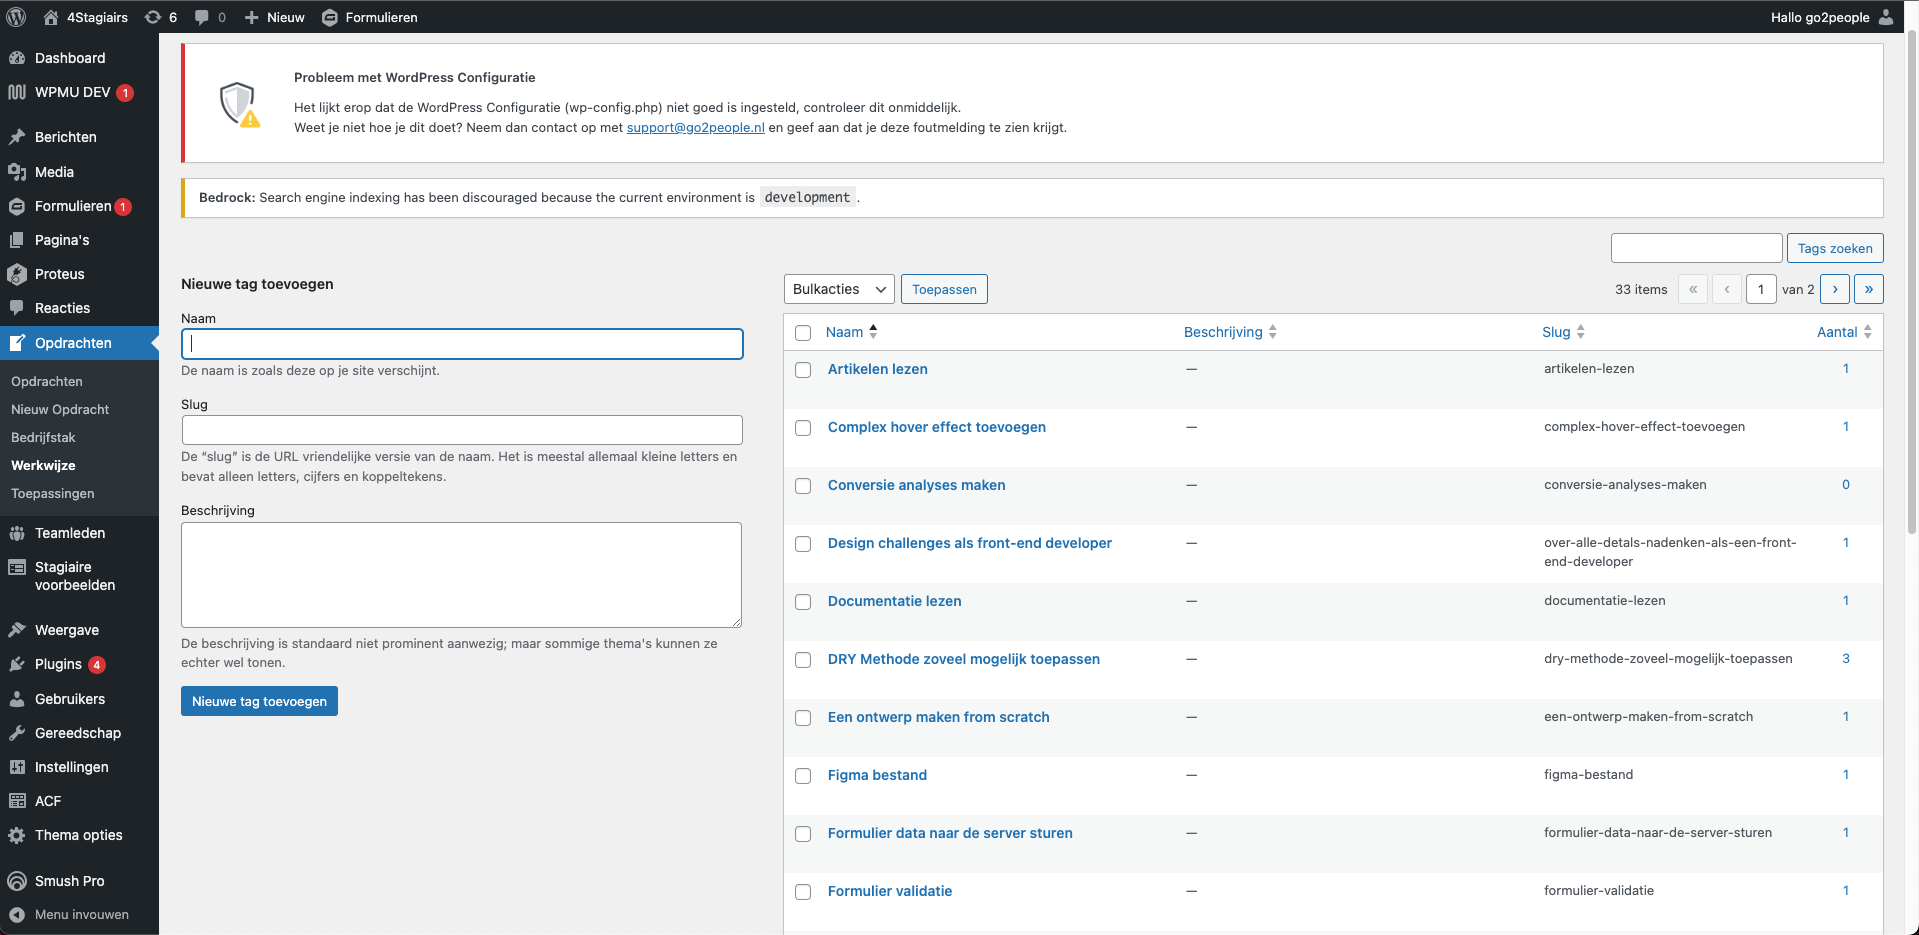 4Stagiairs 6 0 Nieuw Formulieren Hallo go2people
Dashboard
WPMU DEV 1
Berichten
Media
Formulieren 1
Pagina's
Proteus
Reacties
Opdrachten
Opdrachten
Nieuw Opdracht
Bedrijfstak
Werkwijze
Toepassingen
Teamleden
Stagiaire
voorbeelden
Weergave
Plugins 4
Gebruikers
Gereedschap
Instellingen
ACF
Thema opties
Smush Pro
Menu invouwen
Probleem met WordPress Configuratie
Het lijkt erop dat de WordPress Configuratie (wp-config.php) niet goed is ingesteld, controleer dit onmiddelijk.
Weet je niet hoe je dit doet? Neem dan contact op met support@go2people.nl en geef aan dat je deze foutmelding te zien krijgt.
Bedrock: Search engine indexing has been discouraged because the current environment is development .
Tags zoeken
Nieuwe tag toevoegen
Naam
De naam is zoals deze op je site verschijnt.
Slug
De “slug” is de URL vriendelijke versie van de naam. Het is meestal allemaal kleine letters en
bevat alleen letters, cijfers en koppeltekens.
Beschrijving
De beschrijving is standaard niet prominent aanwezig; maar sommige thema's kunnen ze
echter wel tonen.
Nieuwe tag toevoegen
Bulkacties Toepassen 33 items « ‹ 1 van 2 › »
Naam Beschrijving Slug Aantal
Artikelen lezen — artikelen-lezen 1
Complex hover effect toevoegen — complex-hover-effect-toevoegen 1
Conversie analyses maken — conversie-analyses-maken 0
Design challenges als front-end developer — over-alle-detals-nadenken-als-een-front- 1
end-developer
Documentatie lezen — documentatie-lezen 1
DRY Methode zoveel mogelijk toepassen — dry-methode-zoveel-mogelijk-toepassen 3
Een ontwerp maken from scratch — een-ontwerp-maken-from-scratch 1
Figma bestand — figma-bestand 1
Formulier data naar de server sturen — formulier-data-naar-de-server-sturen 1
Formulier validatie — formulier-validatie 1